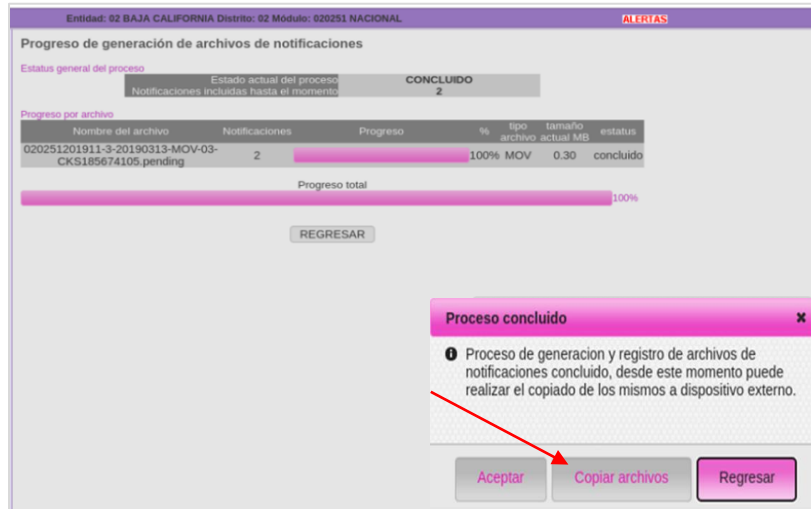 Entidad: 02 BAJA CALIFORNIA Distrito: 02 Módulo: 020251 NACIONAL
ALERTAS
Progreso de generación de archivos de notificaciones
Estatus general del proceso
Estado actual del proceso CONCLUIDO
Notificaciones incluidas hasta el momento 2
Progreso por archivo
Nombre del archivo Notificaciones Progreso % tipo archivo tamaño actual MB estatus
020251201911-3-20190313-MOV-03-
CKS185674105.pending 2 100% MOV 0.30 concluido
Progreso total
100%
REGRESAR
Proceso concluido
Proceso de generacion y registro de archivos de
notificaciones concluido, desde este momento puede
realizar el copiado de los mismos a dispositivo externo.
Aceptar Copiar archivos Regresar